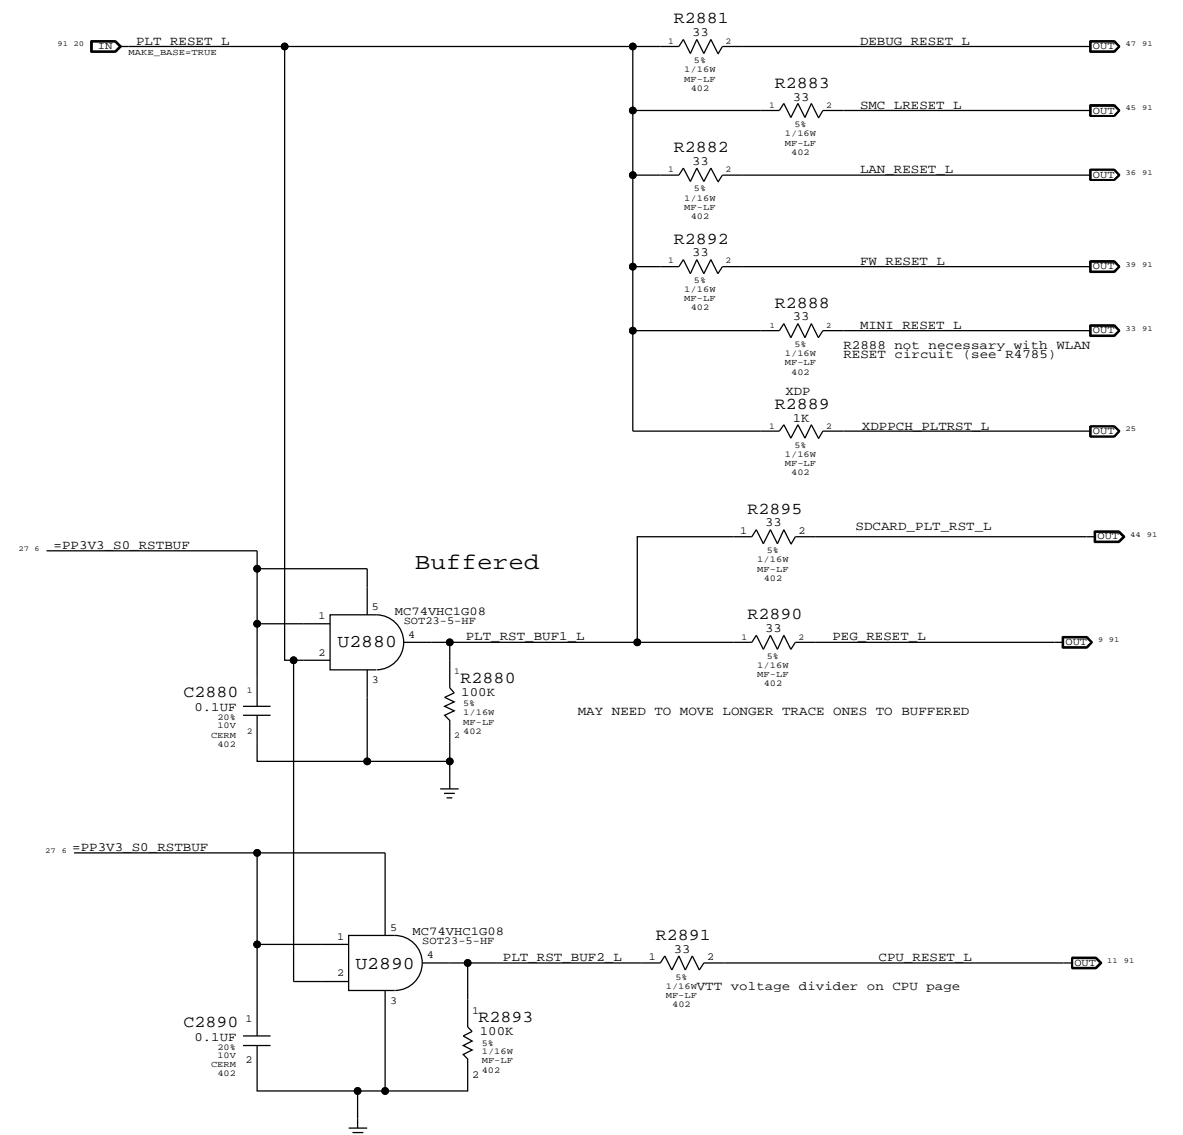 R2881
91 20 IN PLT_RESET_L 33 DEBUG_RESET_L OUT 47 91
MAKE_BASE=TRUE 1 2
5%
1/16W
MF-LF
402
R2883
33 SMC_LRESET_L OUT 45 91
1 2
5%
1/16W
MF-LF
402
R2882
33 LAN_RESET_L OUT 36 91
1 2
5%
1/16W
MF-LF
402
R2892
33 FW_RESET_L OUT 39 91
1 2
5%
1/16W
MF-LF
402
R2888
33 MINI_RESET_L OUT 33 91
1 2
5%
1/16W
MF-LF
402
R2888 not necessary with WLAN
RESET circuit (see R4785)
XDP
R2889
1K XDPPCH_PLTRST_L OUT 25
1 2
5%
1/16W
MF-LF
402
R2895
33 SDCARD_PLT_RST_L OUT 44 91
1 2
5%
1/16W
MF-LF
402
27 6 =PP3V3_S0_RSTBUF
Buffered
5 MC74VHC1G08
SOT23-5-HF
1
U2880 4 PLT_RST_BUF1_L
2
3
R2890
33 PEG_RESET_L OUT 9 91
1 2
5%
1/16W
MF-LF
402
C2880 1
0.1UF
20%
10V
CERM
402
2
1 R2880
100K
5%
1/16W
MF-LF
402
2
MAY NEED TO MOVE LONGER TRACE ONES TO BUFFERED
27 6 =PP3V3_S0_RSTBUF
5 MC74VHC1G08
SOT23-5-HF
1
U2890 4 PLT_RST_BUF2_L
2
3
R2891
33 CPU_RESET_L OUT 11 91
1 2
5%
1/16W
MF-LF
402
VTT voltage divider on CPU page
C2890 1
0.1UF
20%
10V
CERM
402
2
1 R2893
100K
5%
1/16W
MF-LF
402
2